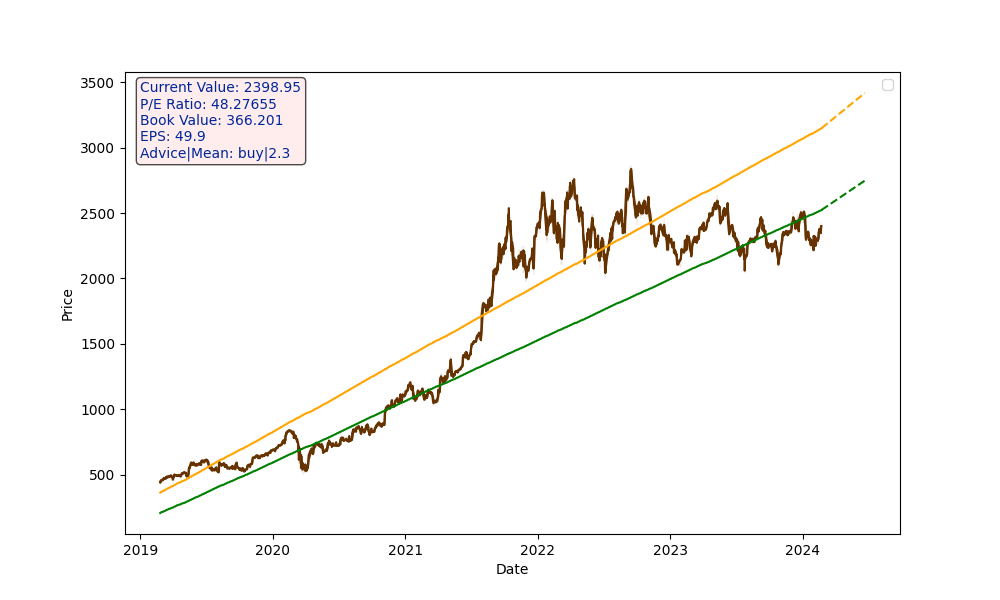 Current Value: 2398.95
P/E Ratio: 48.27655
Book Value: 366.201
EPS: 49.9
Advice|Mean: buy|2.3
3500
3000
2500
2000
1500
1000
500
Price
2019
2020
2021
2022
2023
2024
Date